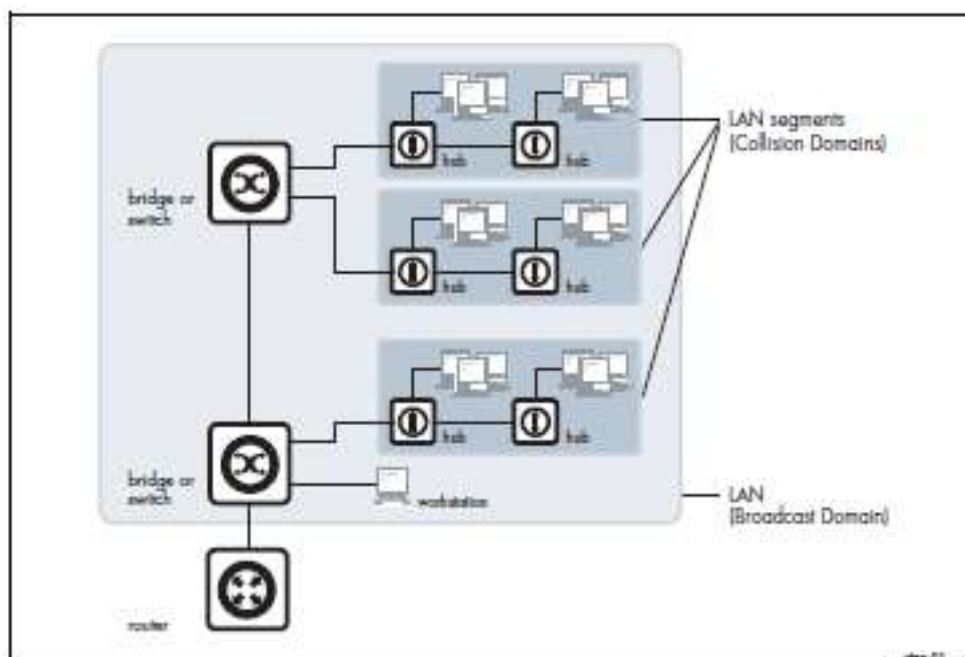 hub
hub
LAN segments
(Collision Domains)
bridge or
switch
hub
hub
hub
hub
bridge or
switch
workstation
LAN
(Broadcast Domain)
router